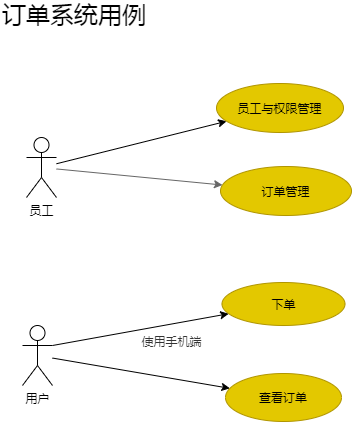 订单系统用例
员工与权限管理
订单管理
员工
下单
使用手机端
查看订单
用户